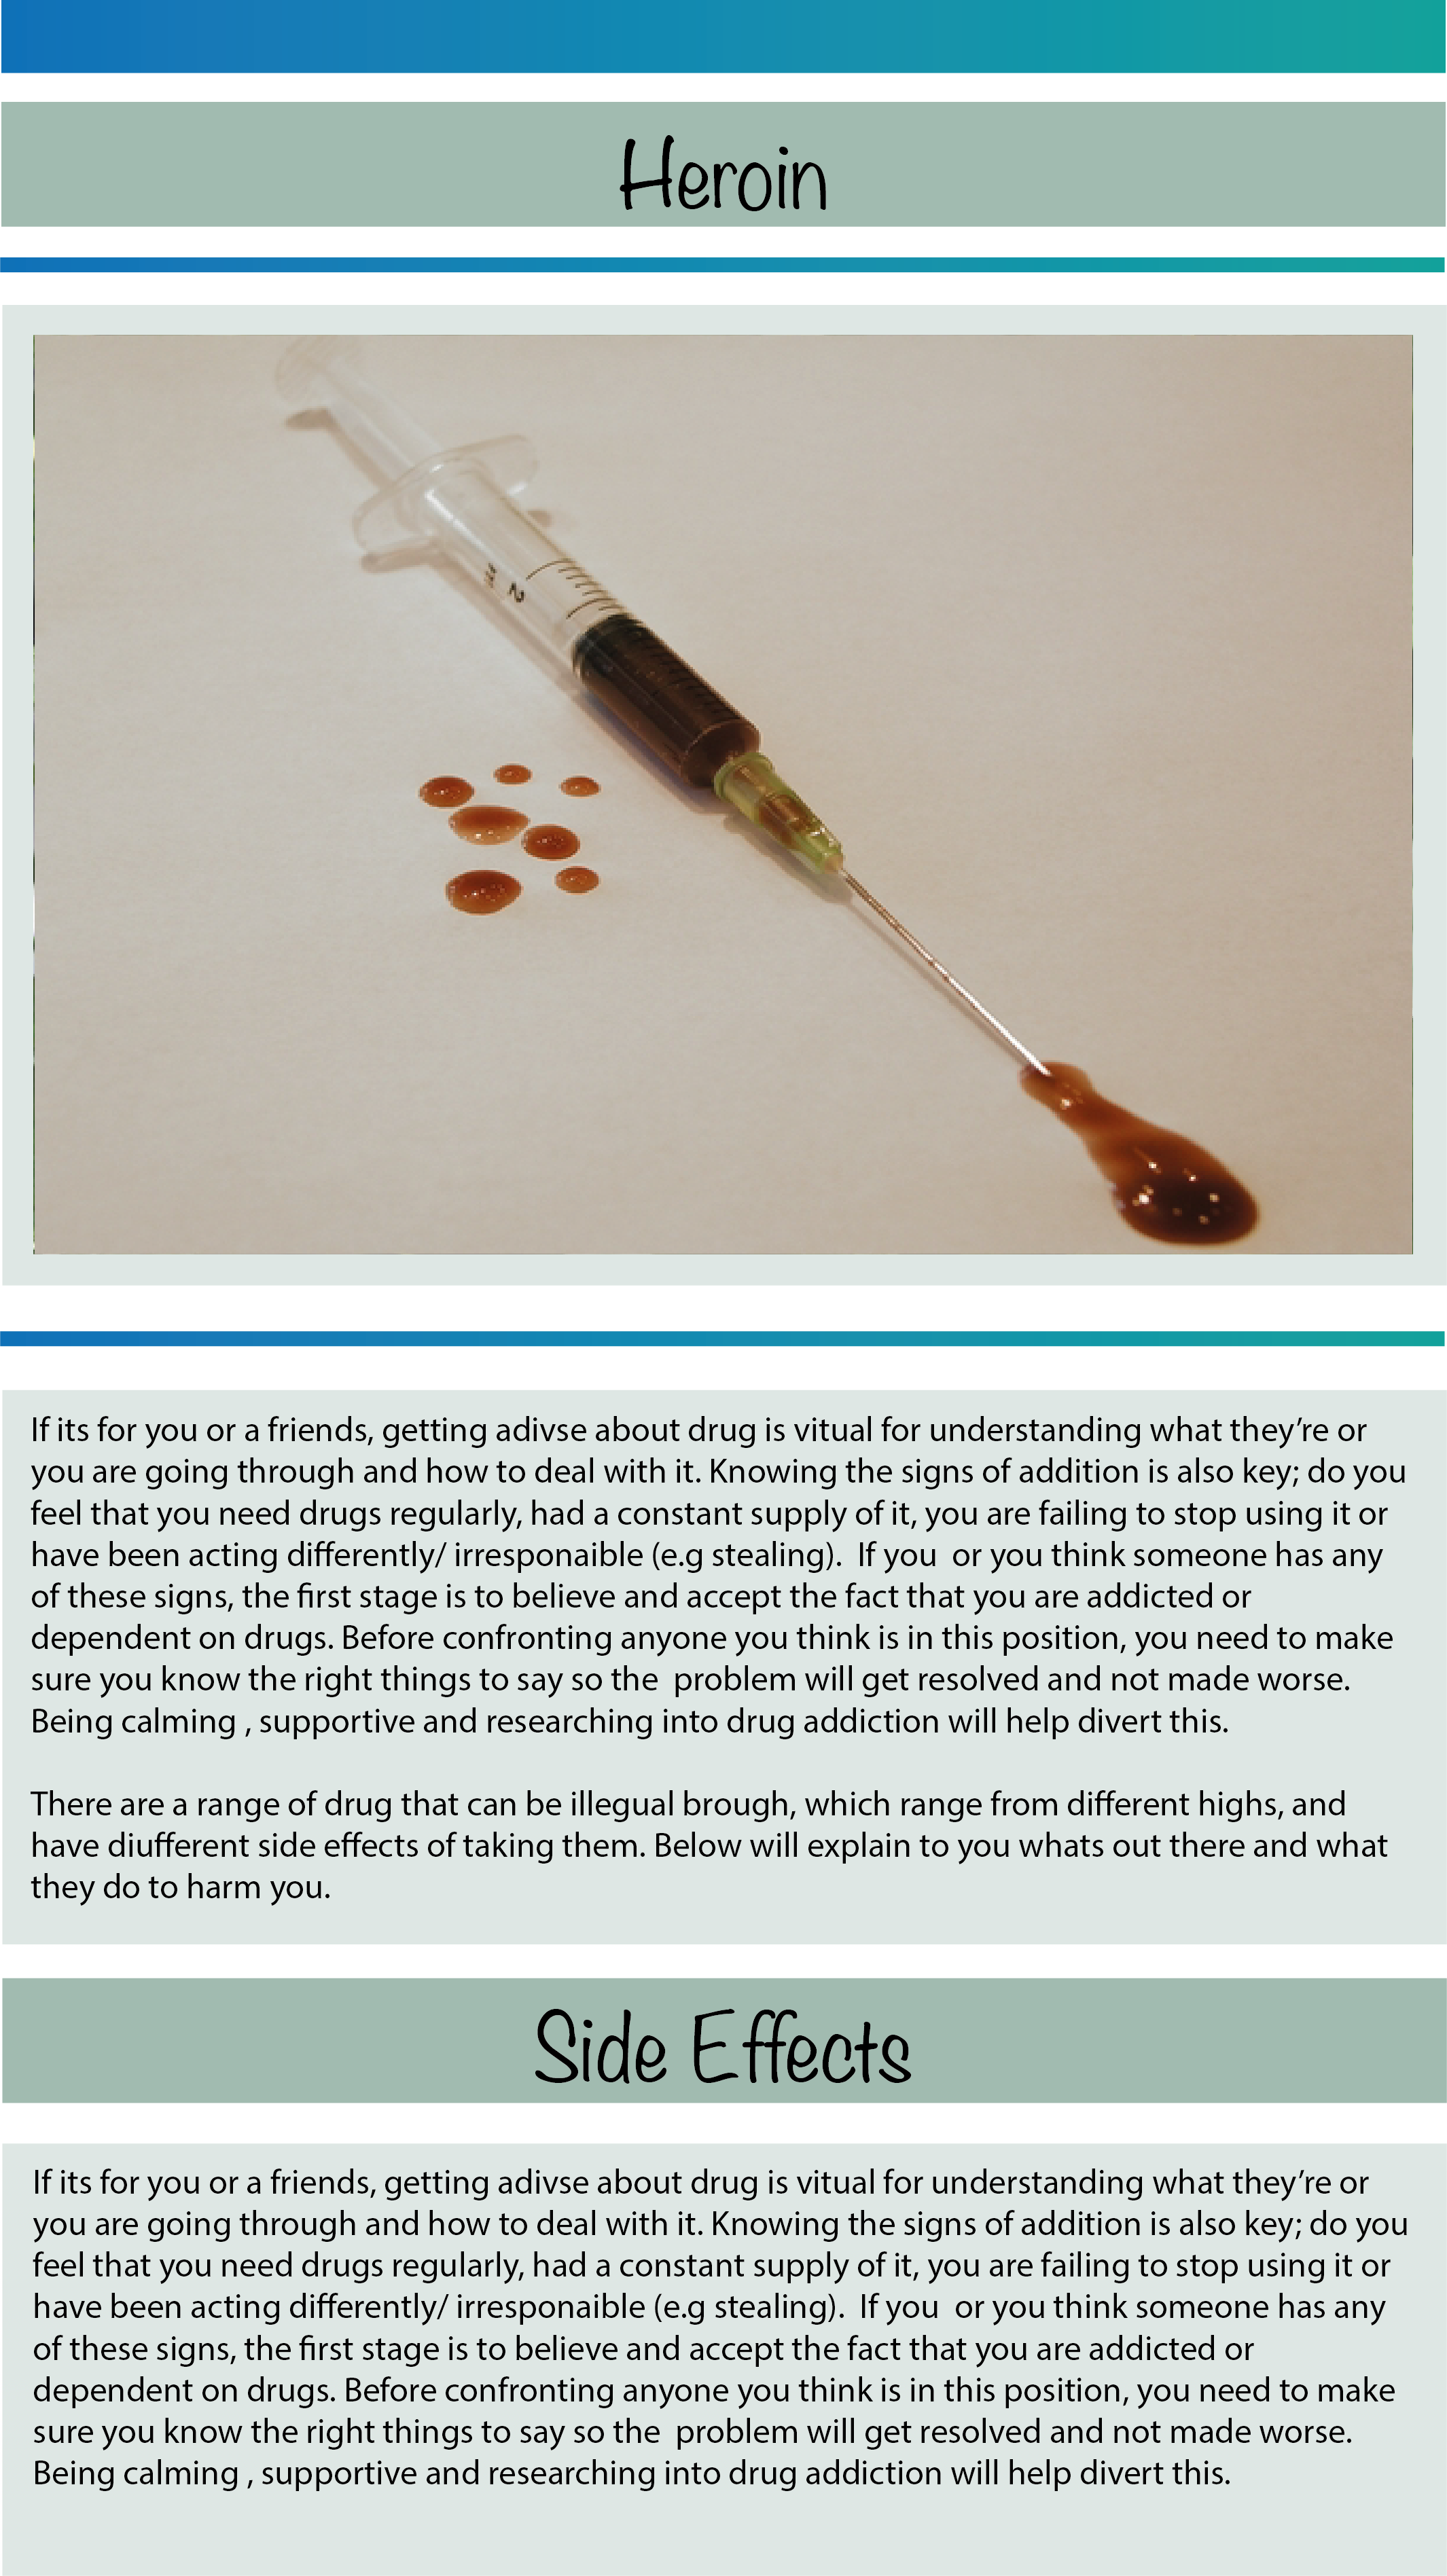 Heroin
2
If its for you or a friends, getting adivse about drug is vitual for understanding what they’re or
you are going through and how to deal with it. Knowing the signs of addition is also key; do you
feel that you need drugs regularly, had a constant supply of it, you are failing to stop using it or
have been acting differently/ irresponaible (e.g stealing).  If you  or you think someone has any
of these signs, the first stage is to believe and accept the fact that you are addicted or
dependent on drugs. Before confronting anyone you think is in this position, you need to make
sure you know the right things to say so the  problem will get resolved and not made worse.
Being calming , supportive and researching into drug addiction will help divert this.
There are a range of drug that can be illegual brough, which range from different highs, and
have diufferent side effects of taking them. Below will explain to you whats out there and what
they do to harm you.
Side Effects
If its for you or a friends, getting adivse about drug is vitual for understanding what they’re or
you are going through and how to deal with it. Knowing the signs of addition is also key; do you
feel that you need drugs regularly, had a constant supply of it, you are failing to stop using it or
have been acting differently/ irresponaible (e.g stealing).  If you  or you think someone has any
of these signs, the first stage is to believe and accept the fact that you are addicted or
dependent on drugs. Before confronting anyone you think is in this position, you need to make
sure you know the right things to say so the  problem will get resolved and not made worse.
Being calming , supportive and researching into drug addiction will help divert this.